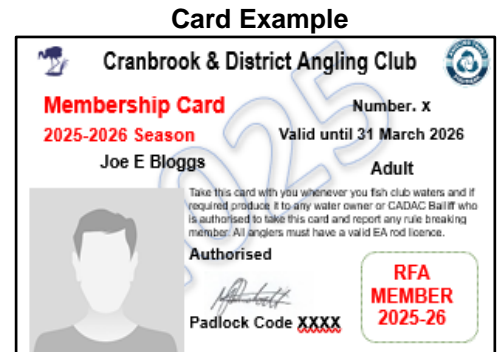 Card Example
Cranbrook & District Angling Club
Membership Card
Number. x
2025-2026 Season
Valid until 31 March 2026
Joe E Bloggs
Adult
Take this card with you whenever you fish club waters and if
required produce it to any water owner or CADAC Bailiff who
is authorised to take this card and report any rule breaking
member. All anglers must have a valid EA rod licence.
Authorised
Padlock Code XXXX
RFA
MEMBER
2025-26
2025